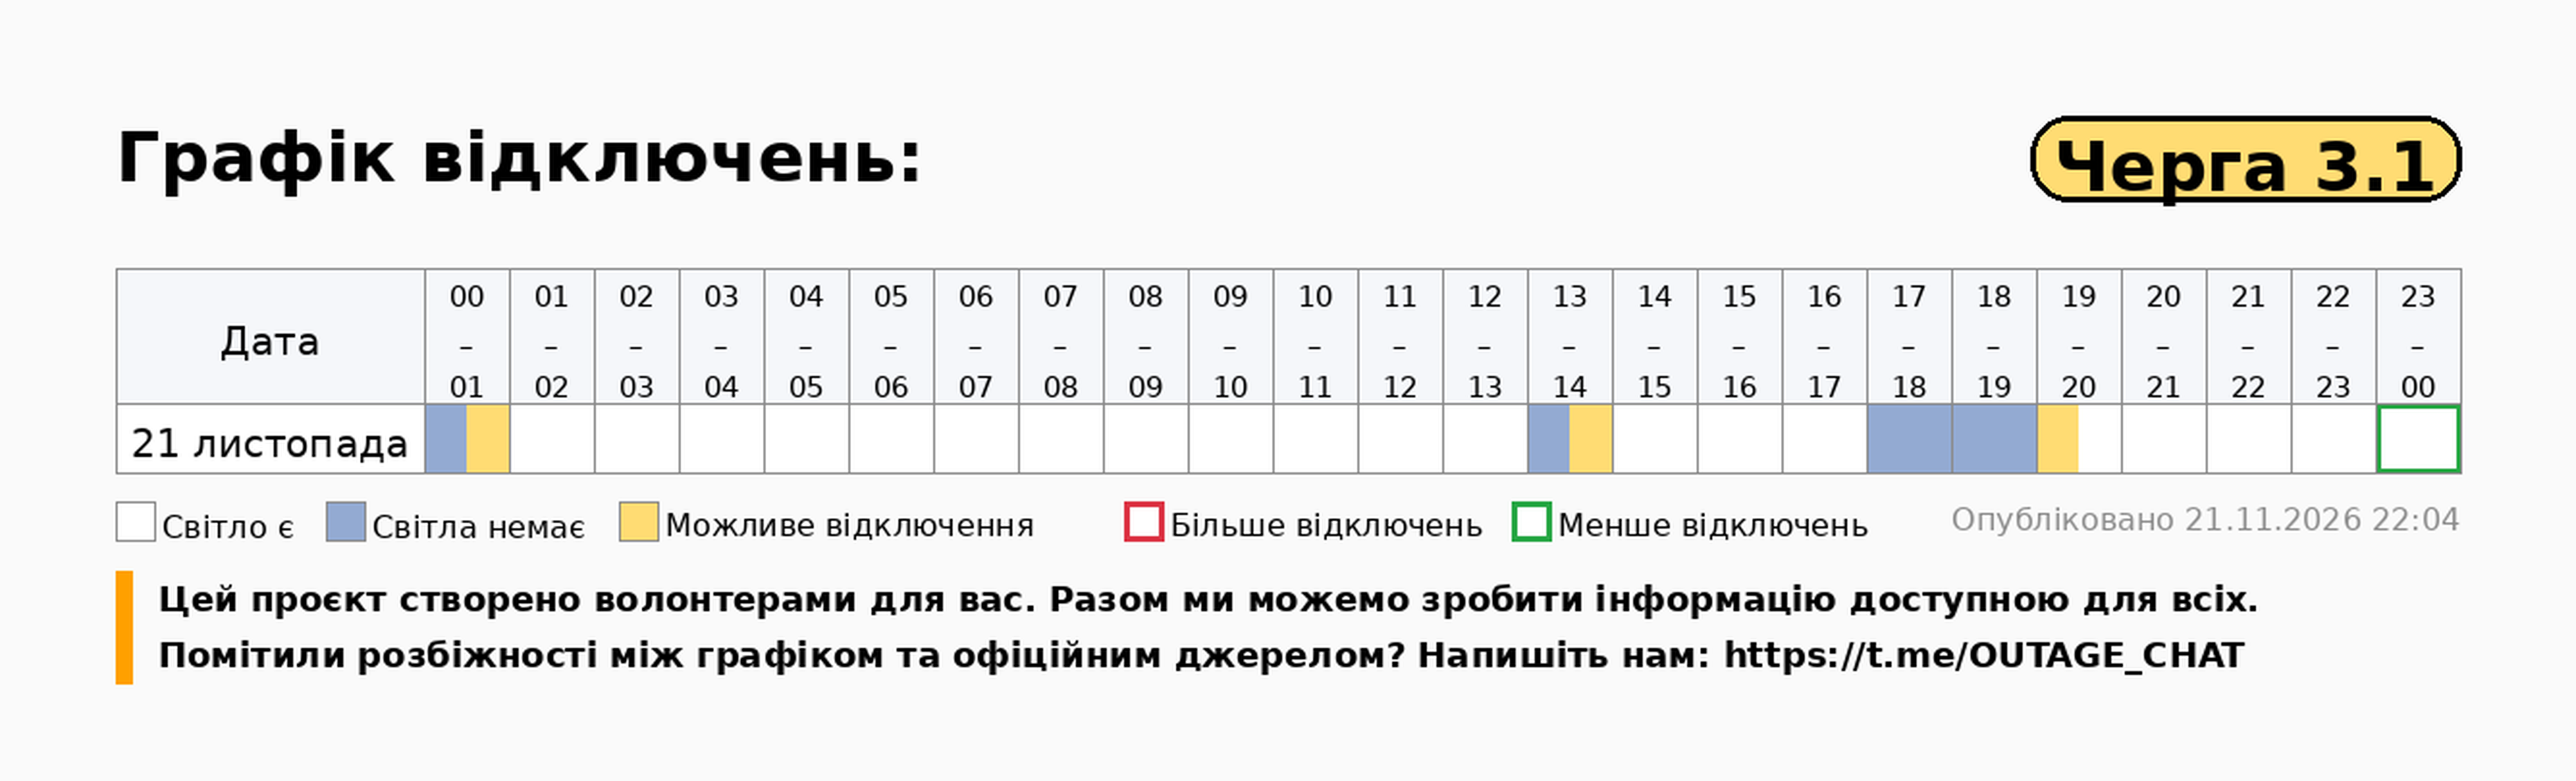 Графік відключень:
Черга 3.1
Дата
00 – 01
01 – 02
02 – 03
03 – 04
04 – 05
05 – 06
06 – 07
07 – 08
08 – 09
09 – 10
10 – 11
11 – 12
12 – 13
13 – 14
14 – 15
15 – 16
16 – 17
17 – 18
18 – 19
19 – 20
20 – 21
21 – 22
22 – 23
23 – 00
21 листопада
Світло є
Світла немає
Можливе відключення
Більше відключень
Менше відключень
Опубліковано 21.11.2026 22:04
Цей проєкт створено волонтерами для вас. Разом ми можемо зробити інформацію доступною для всіх.
Помітили розбіжності між графіком та офіційним джерелом? Напишіть нам: https://t.me/OUTAGE_CHAT